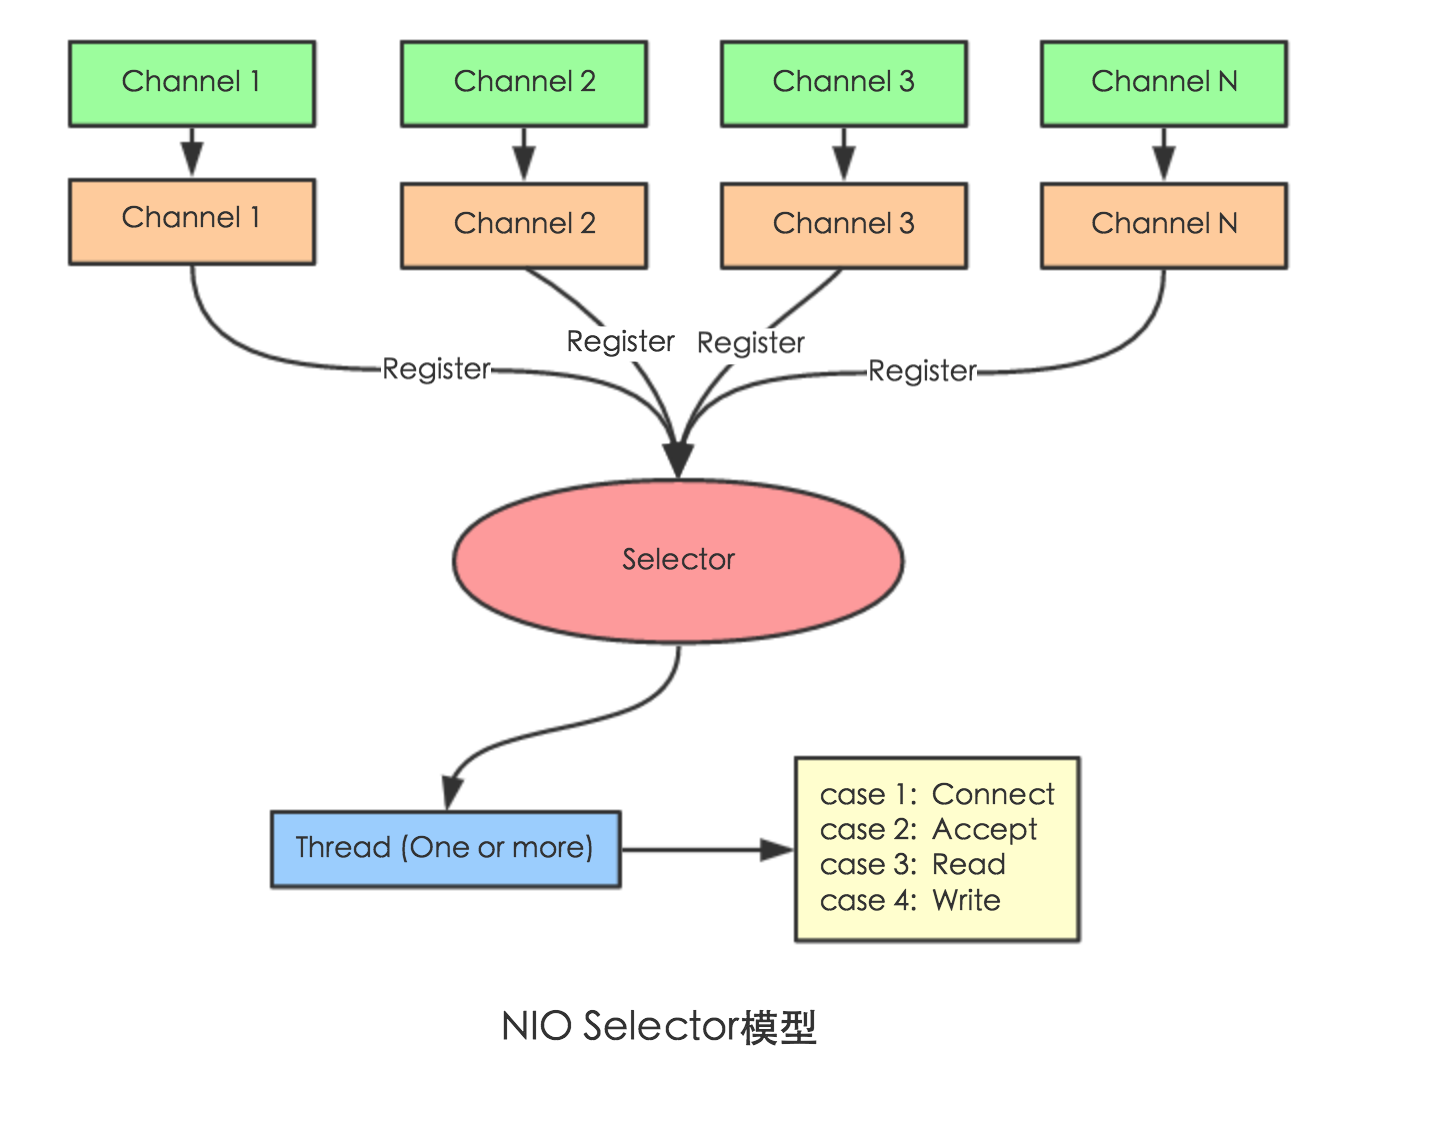 Channel 1
Channel 2
Channel 3
Channel N
Channel 1
Channel 2
Channel 3
Channel N
Register
Register
Register
Register
Selector
Thread (One or more)
case 1: Connect
case 2: Accept
case 3: Read
case 4: Write
NIO Selector模型